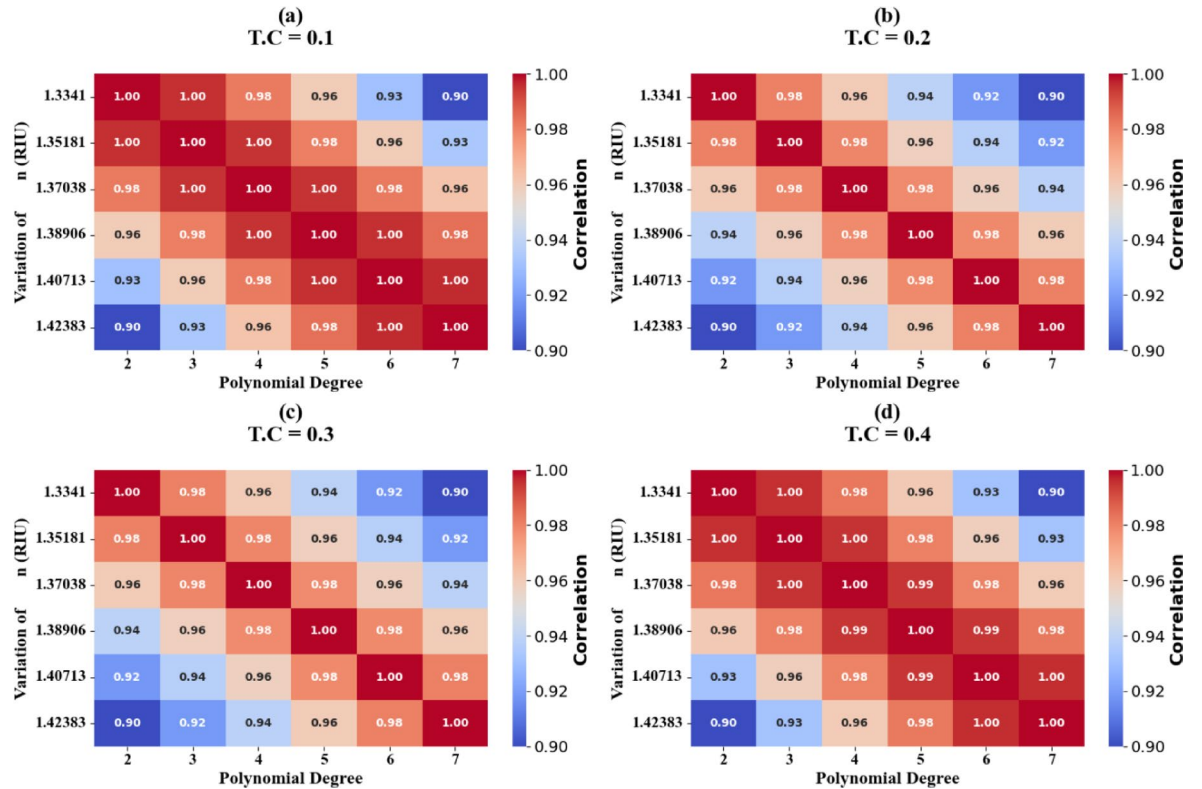 (a)
T.C = 0.1
1.3341 1.00 1.00 0.98 0.96 0.93 0.90
1.35181 1.00 1.00 1.00 0.98 0.96 0.93
1.37038 0.98 1.00 1.00 1.00 0.98 0.96
1.38906 0.96 0.98 1.00 1.00 1.00 0.98
1.40713 0.93 0.96 0.98 1.00 1.00 1.00
1.42383 0.90 0.93 0.96 0.98 1.00 1.00
2 3 4 5 6 7
Polynomial Degree
Variation of n (RIU)
1.00
0.98
0.96
0.94
0.92
0.90
Correlation
(b)
T.C = 0.2
1.3341 1.00 0.98 0.96 0.94 0.92 0.90
1.35181 0.98 1.00 0.98 0.96 0.94 0.92
1.37038 0.96 0.98 1.00 0.98 0.96 0.94
1.38906 0.94 0.96 0.98 1.00 0.98 0.96
1.40713 0.92 0.94 0.96 0.98 1.00 0.98
1.42383 0.90 0.92 0.94 0.96 0.98 1.00
2 3 4 5 6 7
Polynomial Degree
Variation of n (RIU)
1.00
0.98
0.96
0.94
0.92
0.90
Correlation
(c)
T.C = 0.3
1.3341 1.00 0.98 0.96 0.94 0.92 0.90
1.35181 0.98 1.00 0.98 0.96 0.94 0.92
1.37038 0.96 0.98 1.00 0.98 0.96 0.94
1.38906 0.94 0.96 0.98 1.00 0.98 0.96
1.40713 0.92 0.94 0.96 0.98 1.00 0.98
1.42383 0.90 0.92 0.94 0.96 0.98 1.00
2 3 4 5 6 7
Polynomial Degree
Variation of n (RIU)
1.00
0.98
0.96
0.94
0.92
0.90
Correlation
(d)
T.C = 0.4
1.3341 1.00 1.00 0.98 0.96 0.93 0.90
1.35181 1.00 1.00 1.00 0.98 0.96 0.93
1.37038 0.98 1.00 1.00 0.99 0.98 0.96
1.38906 0.96 0.98 0.99 1.00 0.99 0.98
1.40713 0.93 0.96 0.98 0.99 1.00 1.00
1.42383 0.90 0.93 0.96 0.98 1.00 1.00
2 3 4 5 6 7
Polynomial Degree
Variation of n (RIU)
1.00
0.98
0.96
0.94
0.92
0.90
Correlation